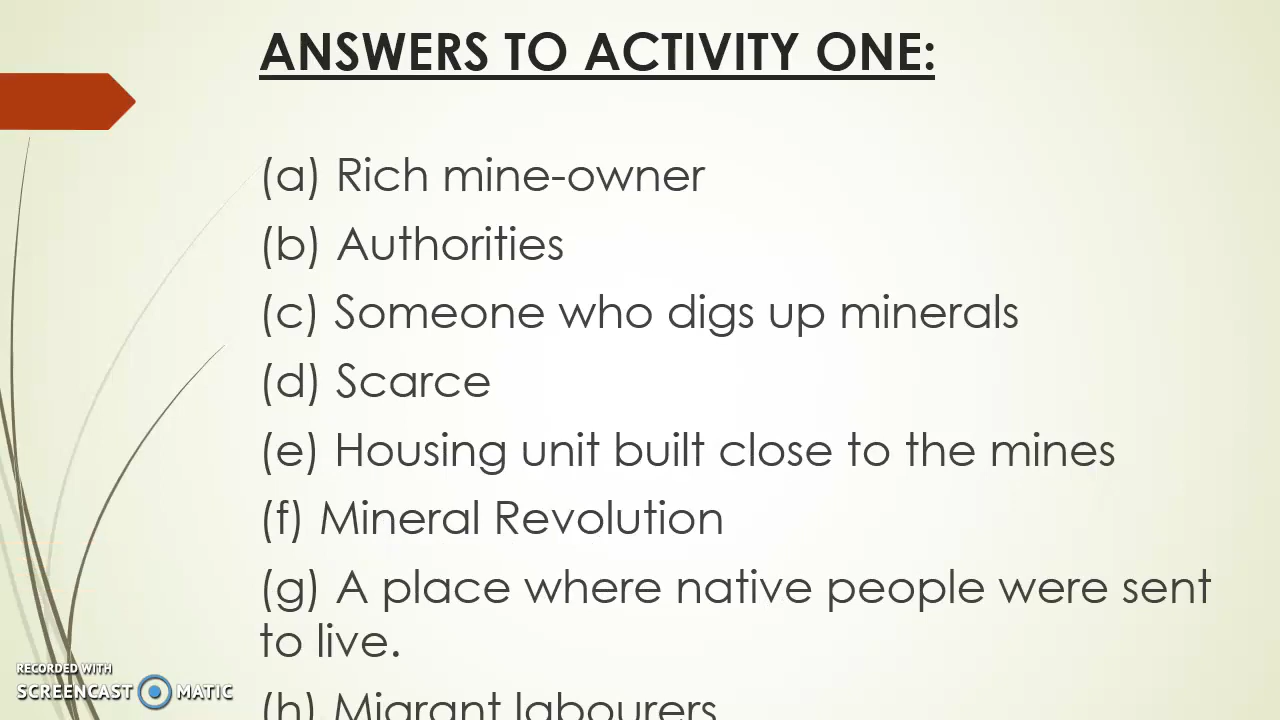 ANSWERS TO ACTIVITY ONE:
(a) Rich mine-owner
(b) Authorities
(c) Someone who digs up minerals
(d) Scarce
(e) Housing unit built close to the mines
(f) Mineral Revolution
(g) A place where native people were sent
to live.
(h) Migrant labourers
RECORDED WITH
SCREENCAST MATIC